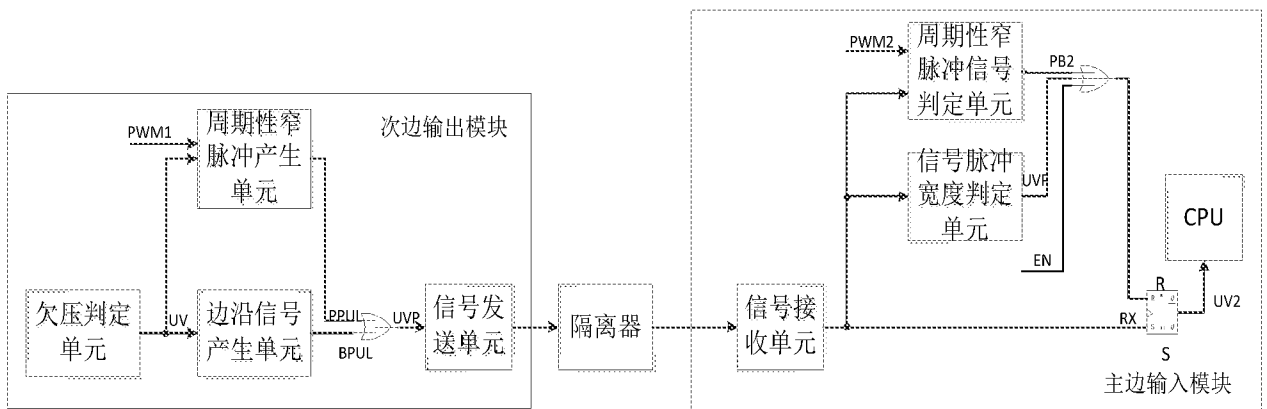 PWM1
周期性窄
脉冲产生
单元
次边输出模块
欠压判定
单元
UV
边沿信号
产生单元
PPUL
BPUL
UVP
信号发
送单元
隔离器
PWM2
周期性窄
脉冲信号
判定单元
PB2
信号脉冲
宽度判定
单元
UVP
EN
信号接
收单元
RX
R
S
UV2
CPU
主边输入模块